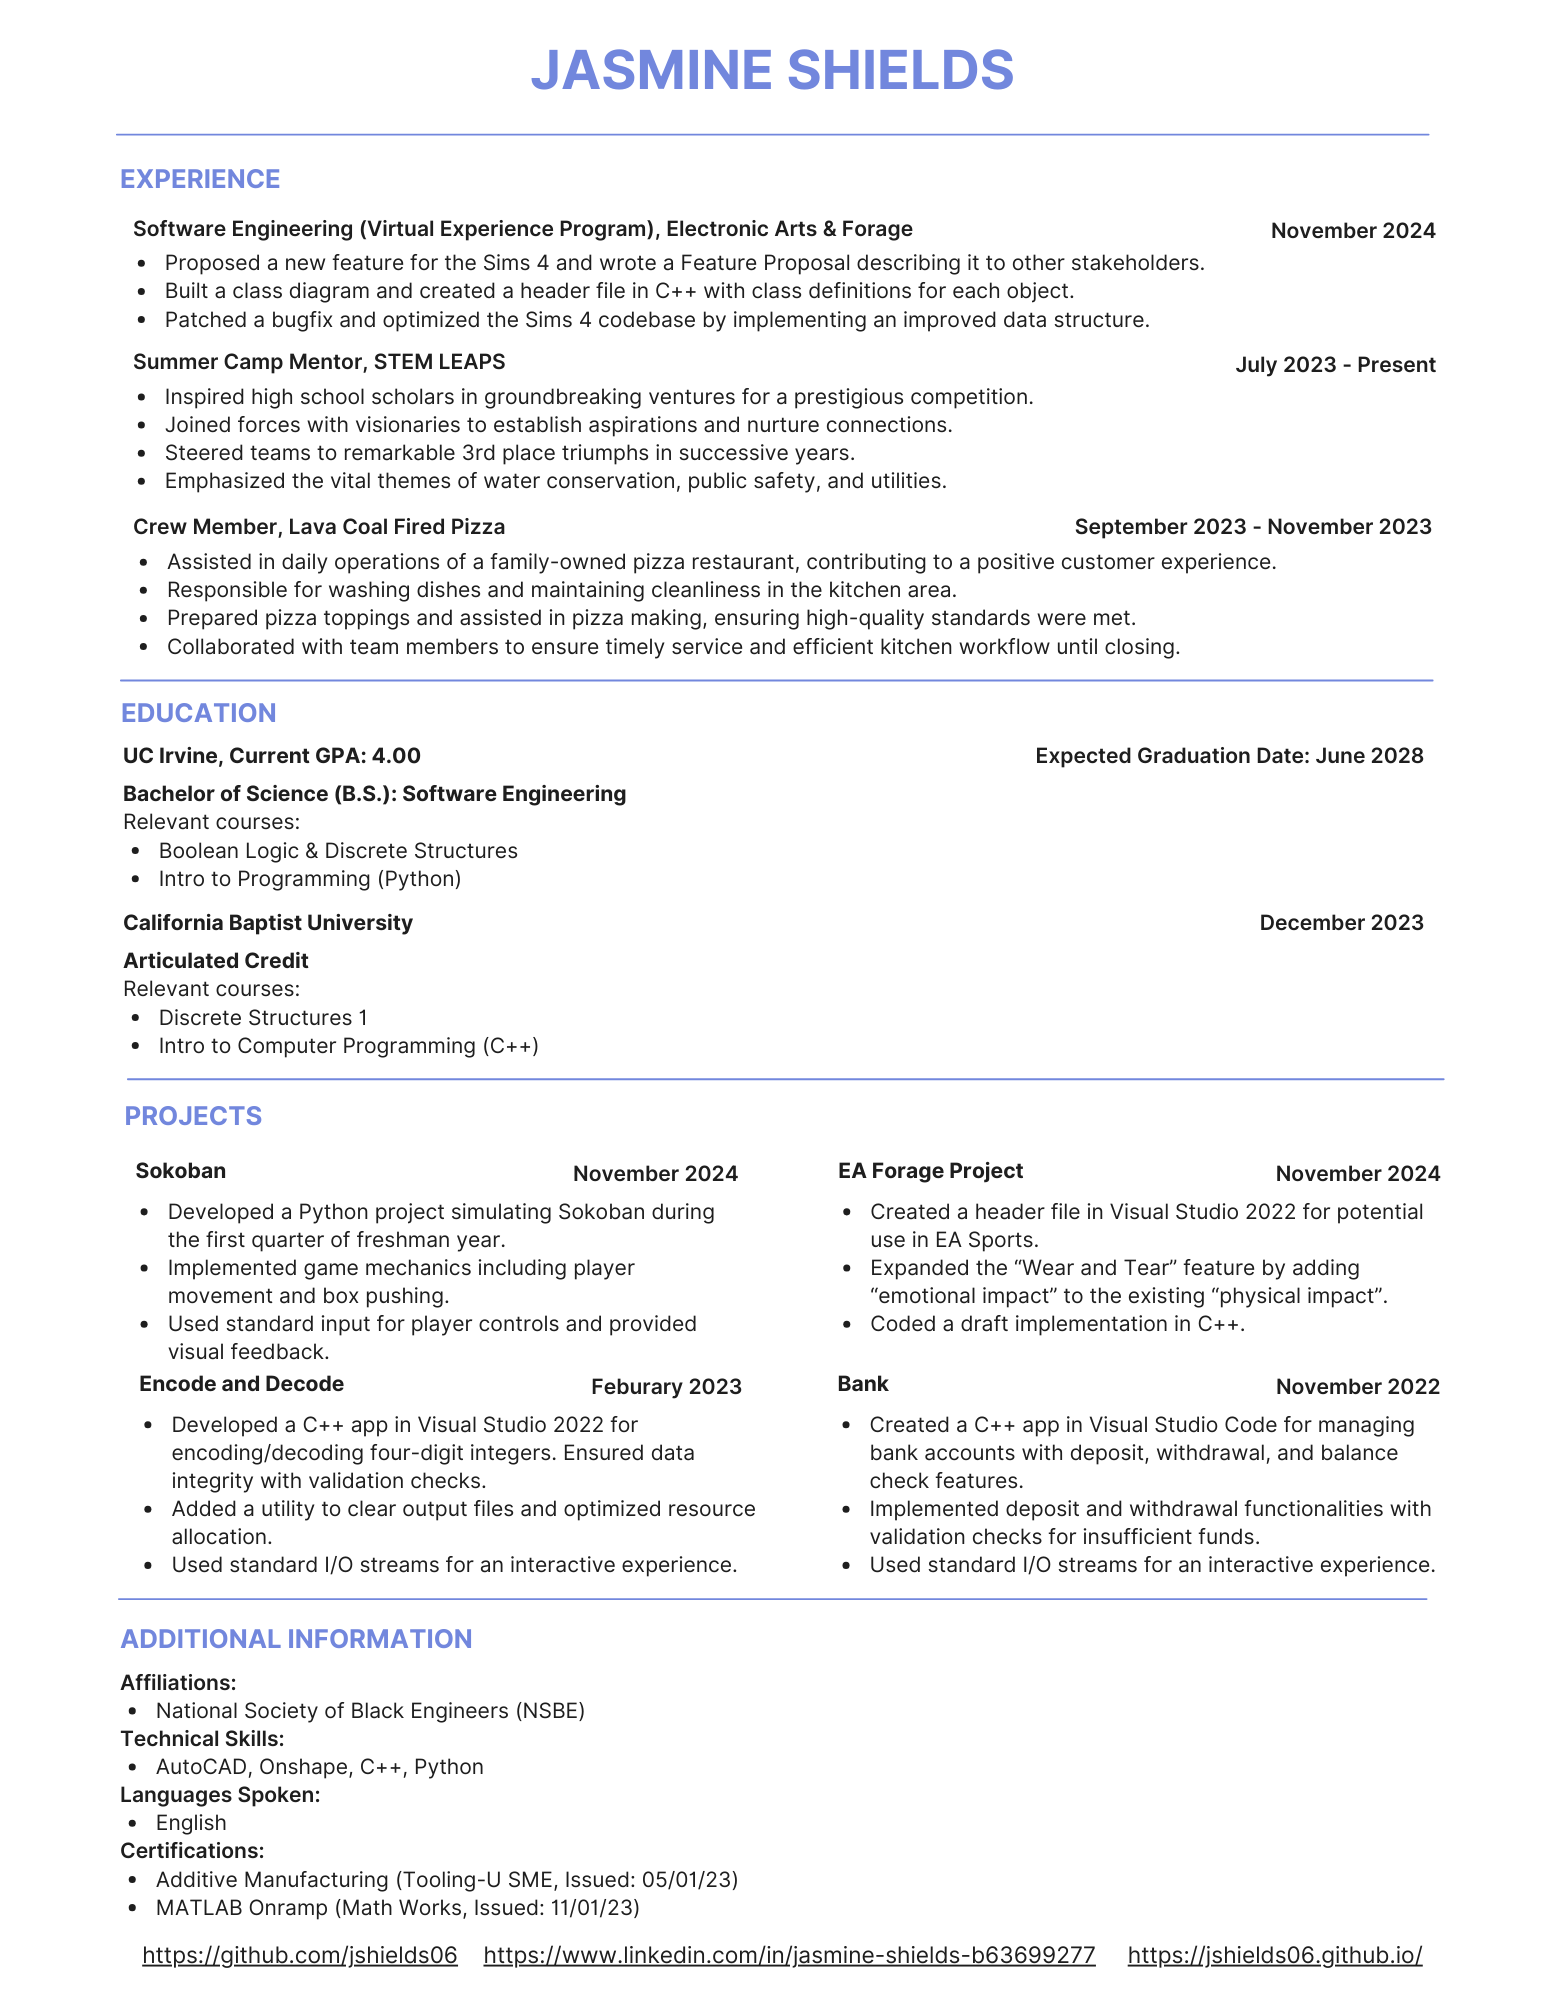 JASMINE SHIELDS
EXPERIENCE
Software Engineering (Virtual Experience Program), Electronic Arts & Forage November 2024
• Proposed a new feature for the Sims 4 and wrote a Feature Proposal describing it to other stakeholders.
• Built a class diagram and created a header file in C++ with class definitions for each object.
• Patched a bugfix and optimized the Sims 4 codebase by implementing an improved data structure.
Summer Camp Mentor, STEM LEAPS July 2023 - Present
• Inspired high school scholars in groundbreaking ventures for a prestigious competition.
• Joined forces with visionaries to establish aspirations and nurture connections.
• Steered teams to remarkable 3rd place triumphs in successive years.
• Emphasized the vital themes of water conservation, public safety, and utilities.
Crew Member, Lava Coal Fired Pizza September 2023 - November 2023
• Assisted in daily operations of a family-owned pizza restaurant, contributing to a positive customer experience.
• Responsible for washing dishes and maintaining cleanliness in the kitchen area.
• Prepared pizza toppings and assisted in pizza making, ensuring high-quality standards were met.
• Collaborated with team members to ensure timely service and efficient kitchen workflow until closing.
EDUCATION
UC Irvine, Current GPA: 4.00 Expected Graduation Date: June 2028
Bachelor of Science (B.S.): Software Engineering
Relevant courses:
• Boolean Logic & Discrete Structures
• Intro to Programming (Python)
California Baptist University December 2023
Articulated Credit
Relevant courses:
• Discrete Structures 1
• Intro to Computer Programming (C++)
PROJECTS
Sokoban November 2024
• Developed a Python project simulating Sokoban during
the first quarter of freshman year.
• Implemented game mechanics including player
movement and box pushing.
• Used standard input for player controls and provided
visual feedback.
EA Forage Project November 2024
• Created a header file in Visual Studio 2022 for potential
use in EA Sports.
• Expanded the “Wear and Tear” feature by adding
“emotional impact” to the existing “physical impact”.
• Coded a draft implementation in C++.
Encode and Decode Feburary 2023
• Developed a C++ app in Visual Studio 2022 for
encoding/decoding four-digit integers. Ensured data
integrity with validation checks.
• Added a utility to clear output files and optimized resource
allocation.
• Used standard I/O streams for an interactive experience.
Bank November 2022
• Created a C++ app in Visual Studio Code for managing
bank accounts with deposit, withdrawal, and balance
check features.
• Implemented deposit and withdrawal functionalities with
validation checks for insufficient funds.
• Used standard I/O streams for an interactive experience.
ADDITIONAL INFORMATION
Affiliations:
• National Society of Black Engineers (NSBE)
Technical Skills:
• AutoCAD, Onshape, C++, Python
Languages Spoken:
• English
Certifications:
• Additive Manufacturing (Tooling-U SME, Issued: 05/01/23)
• MATLAB Onramp (Math Works, Issued: 11/01/23)
https://github.com/jshields06 https://www.linkedin.com/in/jasmine-shields-b63699277 https://jshields06.github.io/